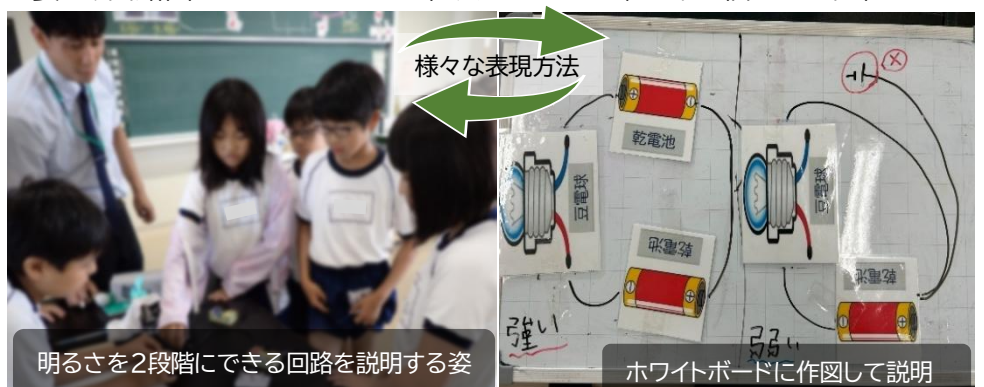 様々な表現方法
乾電池
豆電球
乾電池
強い
豆電球
乾電池
弱い
明るさを2段階にできる回路を説明する姿
ホワイトボードに作図して説明